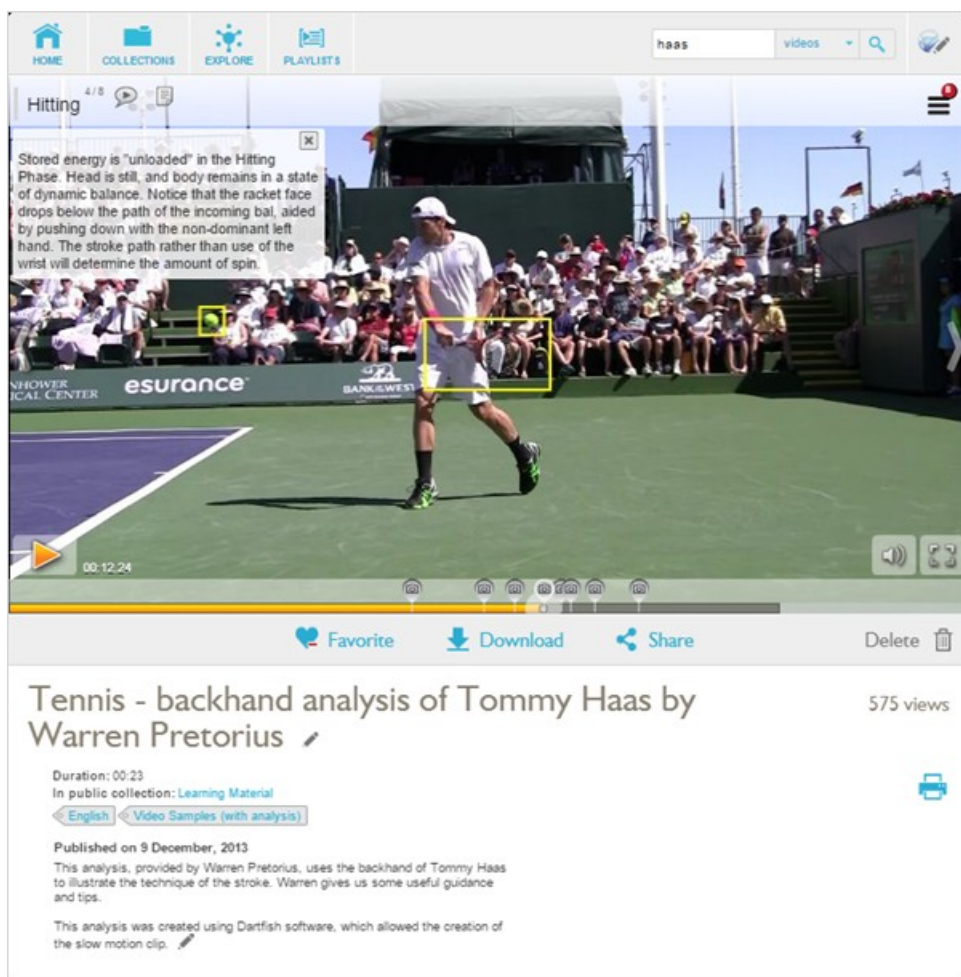 haas
videos
HOME
COLLECTIONS
EXPLORE
PLAYLISTS
Hitting 4/8
8
Stored energy is "unloaded" in the Hitting
Phase. Head is still, and body remains in a state
of dynamic balance. Notice that the racket face
drops below the path of the incoming bal, aided
by pushing down with the non-dominant left
hand. The stroke path rather than use of the
wrist will determine the amount of spin.
esurance
BANK OF THE WEST
CAL CENTER
00:12.24
Favorite
Download
Share
Delete
Tennis - backhand analysis of Tommy Haas by
Warren Pretorius
575 views
Duration: 00:23
In public collection: Learning Material
English
Video Samples (with analysis)
Published on 9 December, 2013
This analysis, provided by Warren Pretorius, uses the backhand of Tommy Haas
to illustrate the technique of the stroke. Warren gives us some useful guidance
and tips.
This analysis was created using Dartfish software, which allowed the creation of
the slow motion clip.